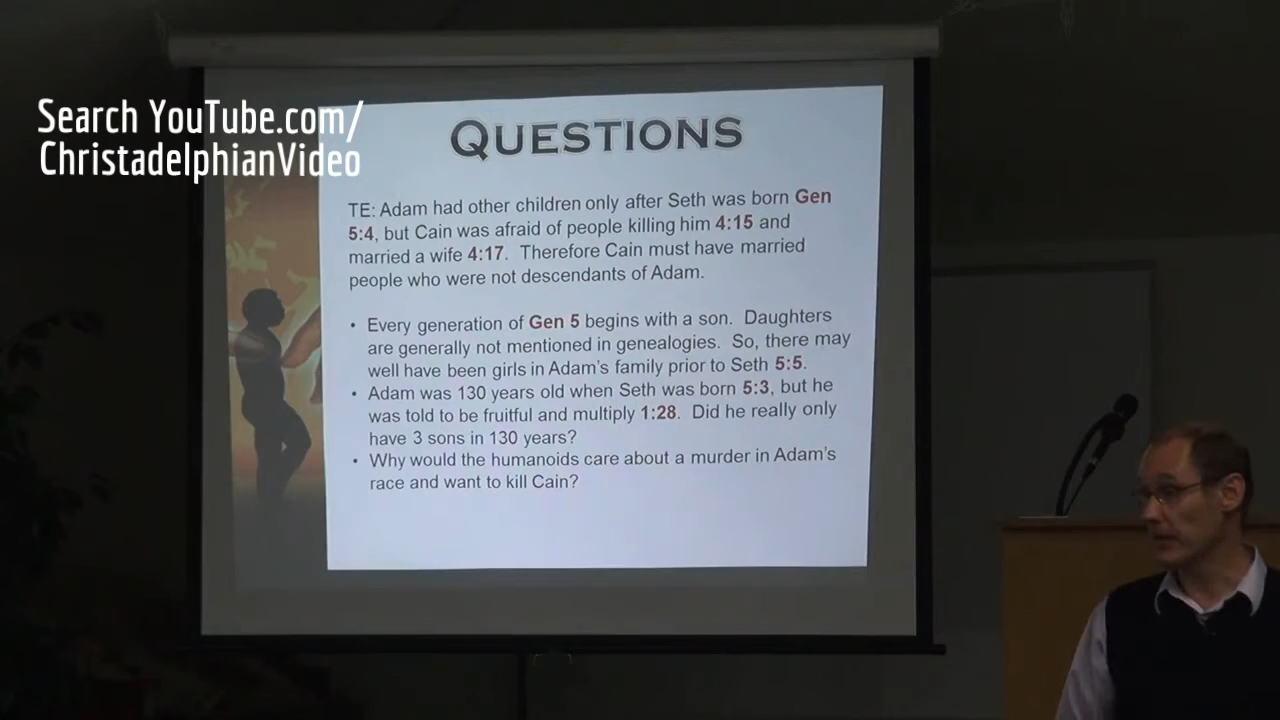 Search YouTube.com/
ChristadelphianVideo
QUESTIONS
TE: Adam had other children only after Seth was born Gen
5:4, but Cain was afraid of people killing him 4:15 and
married a wife 4:17. Therefore Cain must have married
people who were not descendants of Adam.
• Every generation of Gen 5 begins with a son. Daughters
are generally not mentioned in genealogies. So, there may
well have been girls in Adam's family prior to Seth 5:5.
• Adam was 130 years old when Seth was born 5:3, but he
was told to be fruitful and multiply 1:28. Did he really only
have 3 sons in 130 years?
• Why would the humanoids care about a murder in Adam's
race and want to kill Cain?